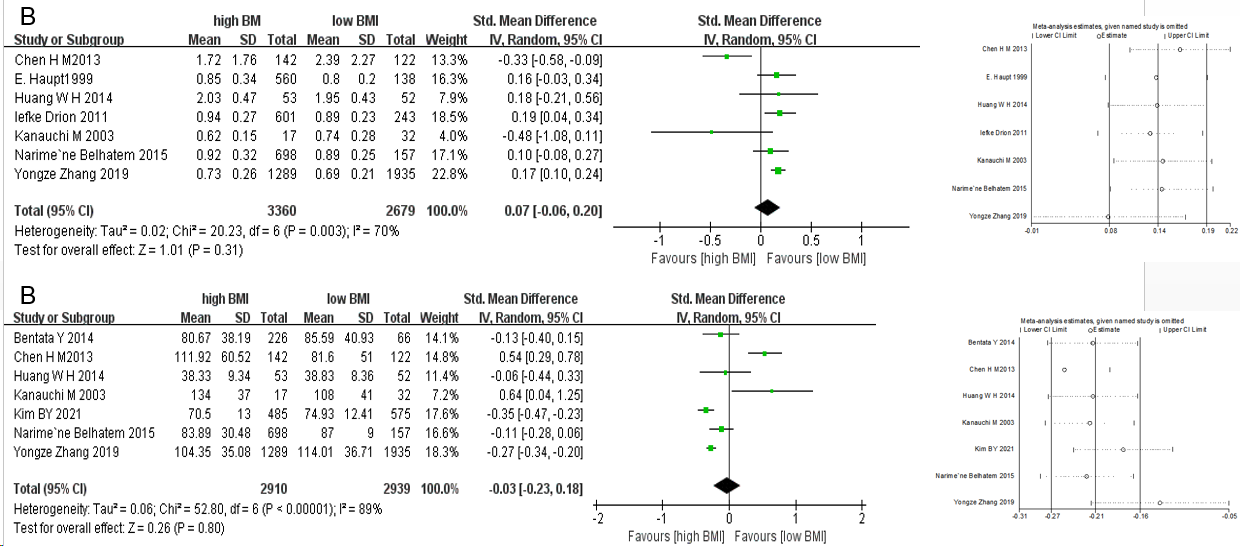 B
high BM low BMI Std. Mean Difference Std. Mean Difference
Study or Subgroup Mean SD Total Mean SD Total Weight IV, Random, 95% CI IV, Random, 95% CI
Chen H M2013 1.72 1.76 142 2.39 2.27 122 13.3% -0.33 [-0.58, -0.09]
E. Haupt1999 0.85 0.34 560 0.8 0.2 138 16.3% 0.16 [-0.03, 0.34]
Huang W H 2014 2.03 0.47 53 1.95 0.43 52 7.9% 0.18 [-0.21, 0.56]
Iefke Drion 2011 0.94 0.27 601 0.89 0.23 243 18.5% 0.19 [0.04, 0.34]
Kanauchi M 2003 0.62 0.15 17 0.74 0.28 32 4.0% -0.48 [-1.08, 0.11]
Narime`ne Belhatem 2015 0.92 0.32 698 0.89 0.25 157 17.1% 0.10 [-0.08, 0.27]
Yongze Zhang 2019 0.73 0.26 1289 0.69 0.21 1935 22.8% 0.17 [0.10, 0.24]
Total (95% CI) 3360 2679 100.0% 0.07 [-0.06, 0.20]
Heterogeneity: Tau² = 0.02; Chi² = 20.23, df = 6 (P = 0.003); I² = 70%
Test for overall effect: Z = 1.01 (P = 0.31)
-1 -0.5 0 0.5 1
Favours [high BMI] Favours [low BMI]
Meta-analysis estimates, given named study is omitted
Lower CI Limit Estimate Upper CI Limit
Chen H M 2013
E. Haupt 1999
Huang W H 2014
Iefke Drion 2011
Kanauchi M 2003
Narime`ne Belhatem 2015
Yongze Zhang 2019
-0.01 0.08 0.14 0.19 0.22
B
high BMI low BMI Std. Mean Difference Std. Mean Difference
Study or Subgroup Mean SD Total Mean SD Total Weight IV, Random, 95% CI IV, Random, 95% CI
Bentata Y 2014 80.67 38.19 226 85.59 40.93 66 14.1% -0.13 [-0.40, 0.15]
Chen H M2013 111.92 60.52 142 81.6 51 122 14.8% 0.54 [0.29, 0.78]
Huang W H 2014 38.33 9.34 53 38.83 8.36 52 11.4% -0.06 [-0.44, 0.33]
Kanauchi M 2003 134 37 17 108 41 32 7.2% 0.64 [0.04, 1.25]
Kim BY 2021 70.5 13 485 74.93 12.41 575 17.6% -0.35 [-0.47, -0.23]
Narime`ne Belhatem 2015 83.89 30.48 698 87 9 157 16.6% -0.11 [-0.28, 0.06]
Yongze Zhang 2019 104.35 35.08 1289 114.01 36.71 1935 18.3% -0.27 [-0.34, -0.20]
Total (95% CI) 2910 2939 100.0% -0.03 [-0.23, 0.18]
Heterogeneity: Tau² = 0.06; Chi² = 52.80, df = 6 (P < 0.00001); I² = 89%
Test for overall effect: Z = 0.26 (P = 0.80)
-2 -1 0 1 2
Favours [high BMI] Favours [low BMI]
Meta-analysis estimates, given named study is omitted
Lower CI Limit Estimate Upper CI Limit
Bentata Y 2014
Chen H M2013
Huang W H 2014
Kanauchi M 2003
Kim BY 2021
Narime`ne Belhatem 2015
Yongze Zhang 2019
-0.31 -0.27 -0.21 -0.16 -0.05